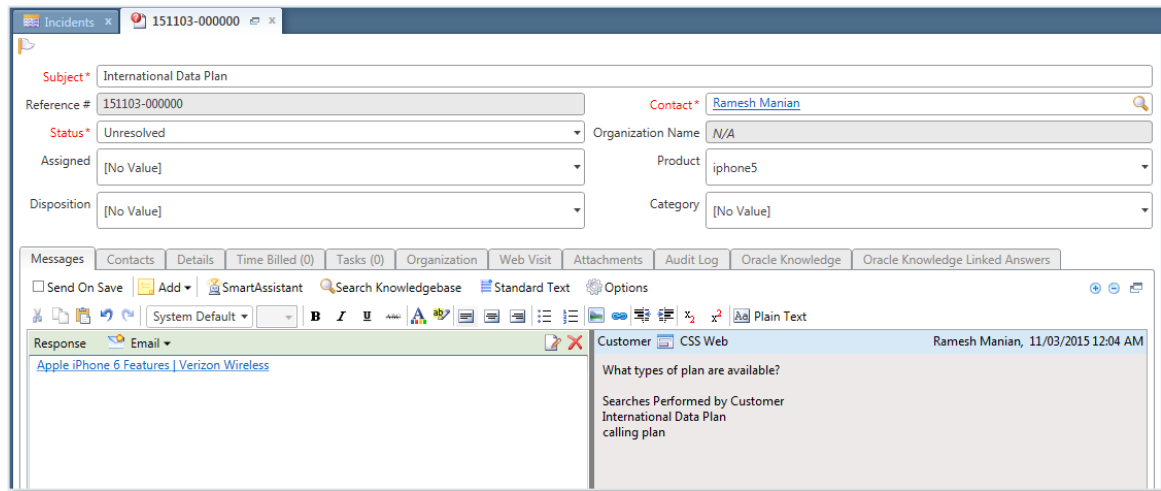 Incidents × 151103-000000 ×
Subject * International Data Plan
Reference # 151103-000000 Contact * Ramesh Manian
Status * Unresolved Organization Name N/A
Assigned [No Value] Product iphone5
Disposition [No Value] Category [No Value]
Messages Contacts Details Time Billed (0) Tasks (0) Organization Web Visit Attachments Audit Log Oracle Knowledge Oracle Knowledge Linked Answers
Send On Save Add SmartAssistant Search Knowledgebase Standard Text Options
System Default B I U A X₂ X² Aa Plain Text
Response Email Customer CSS Web Ramesh Manian, 11/03/2015 12:04 AM
Apple iPhone 6 Features | Verizon Wireless
What types of plan are available?
Searches Performed by Customer
International Data Plan
calling plan